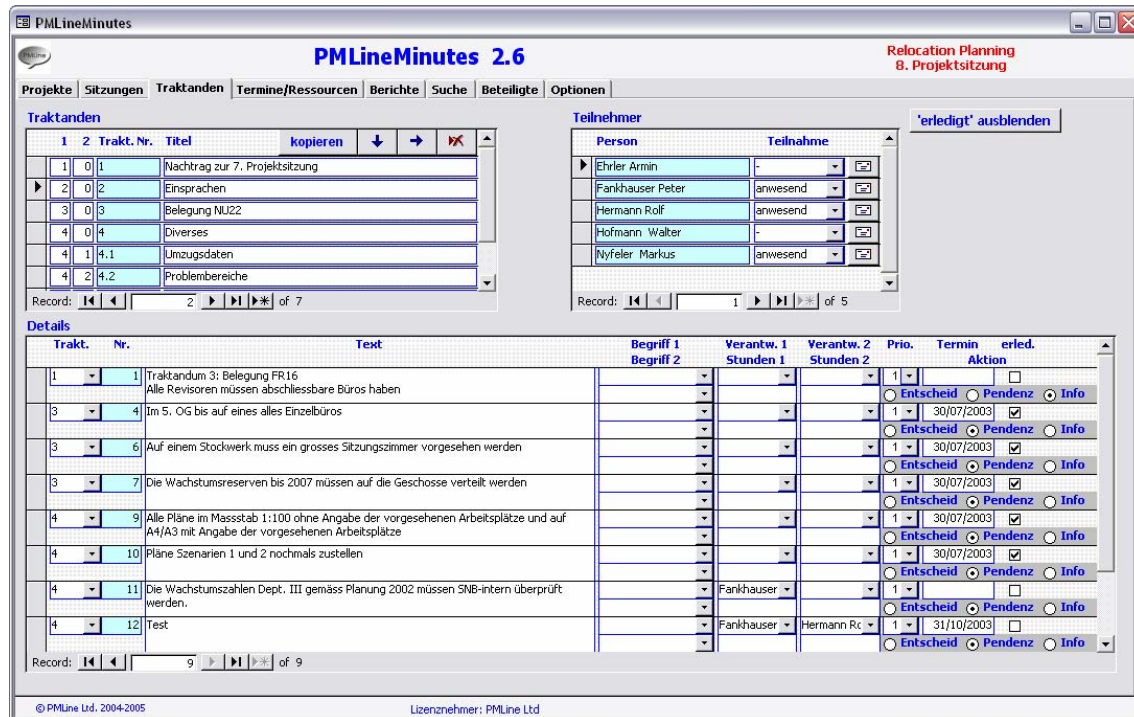 PMLineMinutes
PMLine
PMLineMinutes 2.6
Relocation Planning
8. Projektsitzung
Projekte Sitzungen Traktanden Termine/Ressourcen Berichte Suche Beteiligte Optionen
Traktanden
1 2 Trakt. Nr. Titel kopieren
1 0 1 Nachtrag zur 7. Projektsitzung
2 0 2 Einsprachen
3 0 3 Belegung NU22
4 0 4 Diverses
4 1 4.1 Umzugsdaten
4 2 4.2 Problembereiche
Record: 2 of 7
Teilnehmer
'erledigt' ausblenden
Person Teilnahme
Ehrler Armin -
Fankhauser Peter anwesend
Hermann Rolf anwesend
Hofmann Walter -
Nyfeler Markus anwesend
Record: 1 of 5
Details
Trakt. Nr. Text Begriff 1 Verantw. 1 Verantw. 2 Prio. Termin erled.
Begriff 2 Stunden 1 Stunden 2 Aktion
1 1 Traktandum 3: Belegung FR16 1
Alle Revisoren müssen abschliessbare Büros haben
Entscheid Pendenz Info
3 4 Im 5. OG bis auf eines alles Einzelbüros 1 30/07/2003
Entscheid Pendenz Info
3 6 Auf einem Stockwerk muss ein grosses Sitzungszimmer vorgesehen werden 1 30/07/2003
Entscheid Pendenz Info
3 7 Die Wachstumsreserven bis 2007 müssen auf die Geschosse verteilt werden 1 30/07/2003
Entscheid Pendenz Info
4 9 Alle Pläne im Massstab 1:100 ohne Angabe der vorgesehenen Arbeitsplätze und auf 1 30/07/2003
A4/A3 mit Angabe der vorgesehenen Arbeitsplätze
Entscheid Pendenz Info
4 10 Pläne Szenarien 1 und 2 nochmals zustellen 1 30/07/2003
Entscheid Pendenz Info
4 11 Die Wachstumszahlen Dept. III gemäss Planung 2002 müssen SNB-intern überprüft Fankhauser 1
werden.
Entscheid Pendenz Info
4 12 Test Fankhauser Hermann Rc 1 31/10/2003
Entscheid Pendenz Info
Record: 9 of 9
© PMLine Ltd. 2004-2005 Lizenznehmer: PMLine Ltd